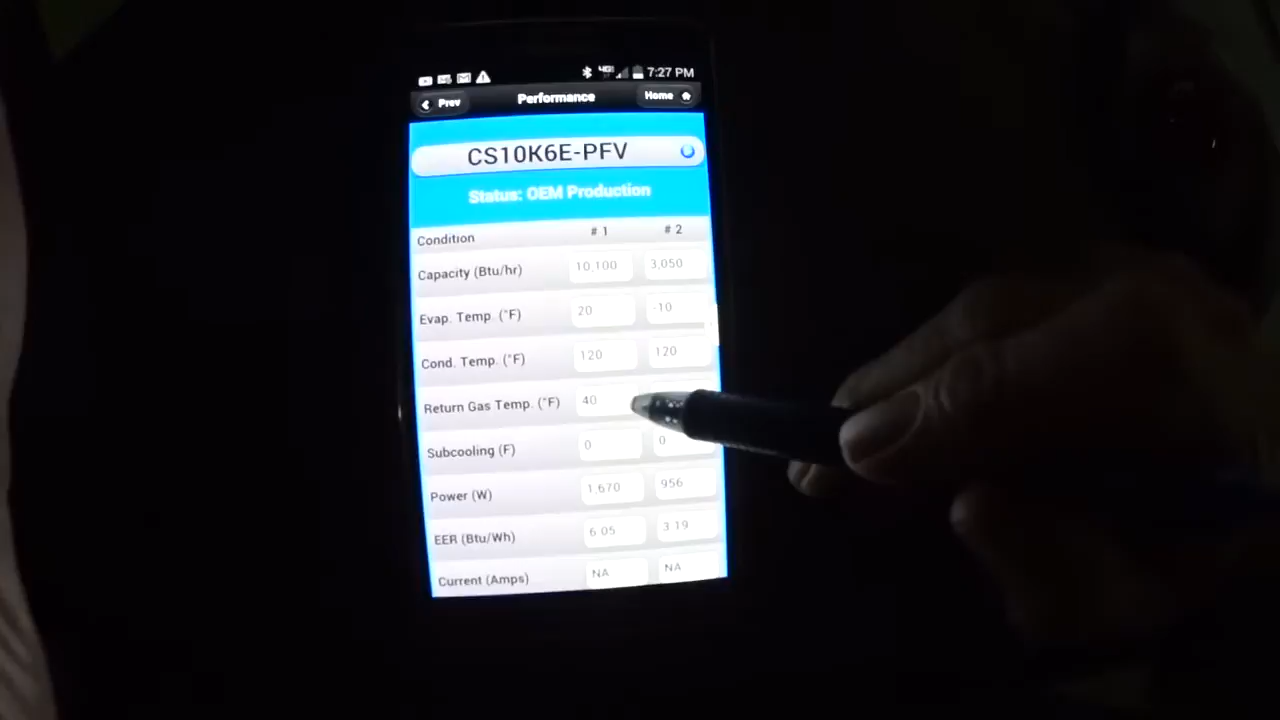 4G 7:27 PM
Prev Performance Home
CS10K6E-PFV
Status: OEM Production
Condition # 1 # 2
Capacity (Btu/hr) 10,100 3,050
Evap. Temp. (°F) 20 -10
Cond. Temp. (°F) 120 120
Return Gas Temp. (°F) 40
Subcooling (F) 0 0
Power (W) 1,670 956
EER (Btu/Wh) 6.05 3.19
Current (Amps) NA NA